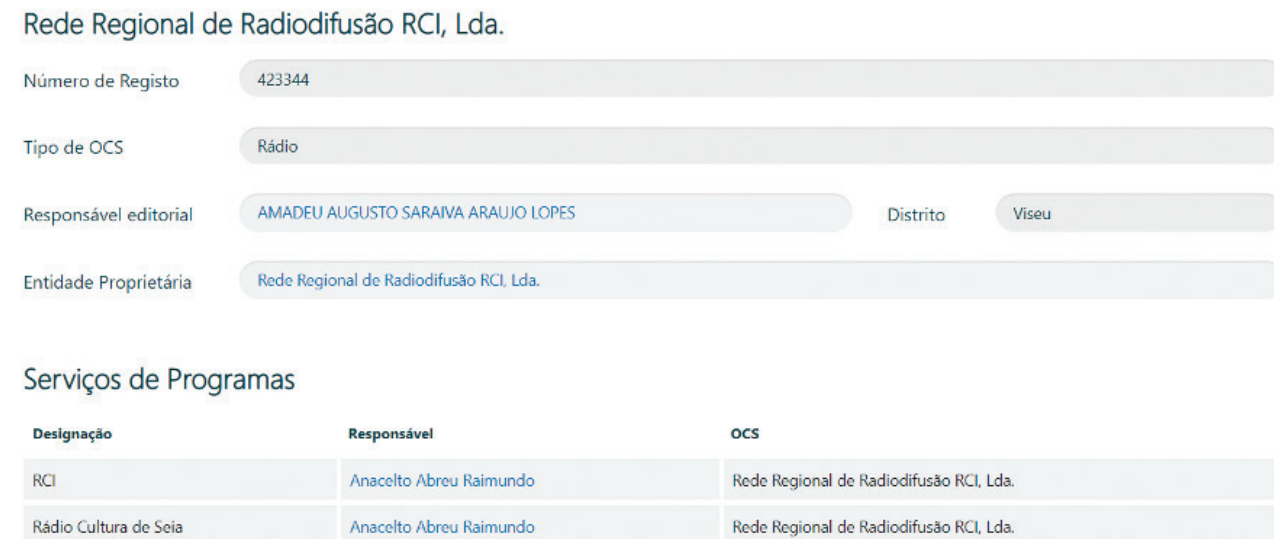 Rede Regional de Radiodifusão RCI, Lda.
Número de Registo 423344
Tipo de OCS Rádio
Responsável editorial AMADEU AUGUSTO SARAIVA ARAUJO LOPES Distrito Viseu
Entidade Proprietária Rede Regional de Radiodifusão RCI, Lda.
Serviços de Programas
Designação Responsável OCS
RCI Anacelto Abreu Raimundo Rede Regional de Radiodifusão RCI, Lda.
Rádio Cultura de Seia Anacelto Abreu Raimundo Rede Regional de Radiodifusão RCI, Lda.